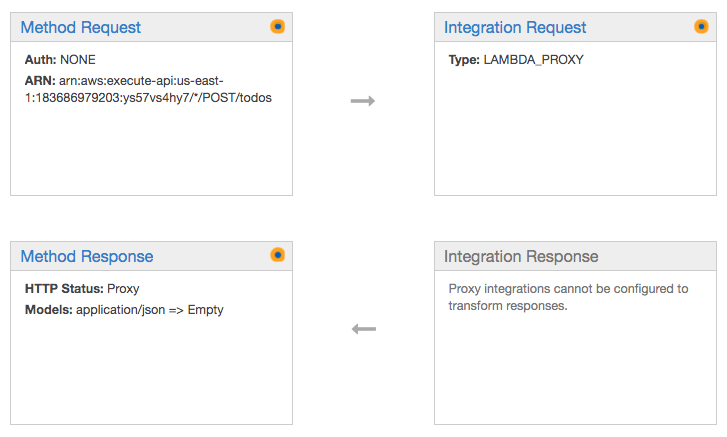 Method Request
Auth: NONE
ARN: arn:aws:execute-api:us-east-
1:183686979203:ys57vs4hy7/*/POST/todos
Integration Request
Type: LAMBDA_PROXY
Method Response
HTTP Status: Proxy
Models: application/json => Empty
Integration Response
Proxy integrations cannot be configured to
transform responses.